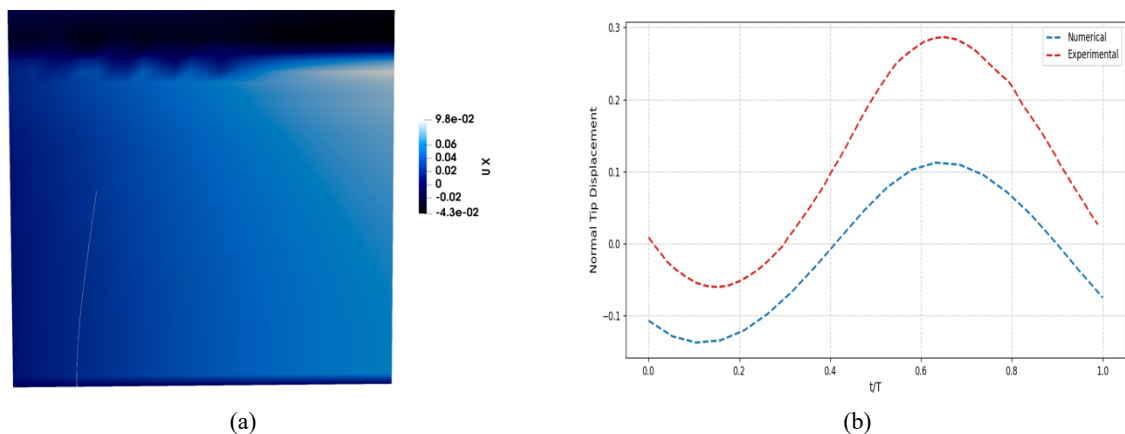 9.8e-02
0.06
0.04
0.02
0
-0.02
-4.3e-02
U X
(a)
Numerical
Experimental
0.3
0.2
0.1
0.0
−0.1
Normal Tip Displacement
0.0 0.2 0.4 0.6 0.8 1.0
t/T
(b)